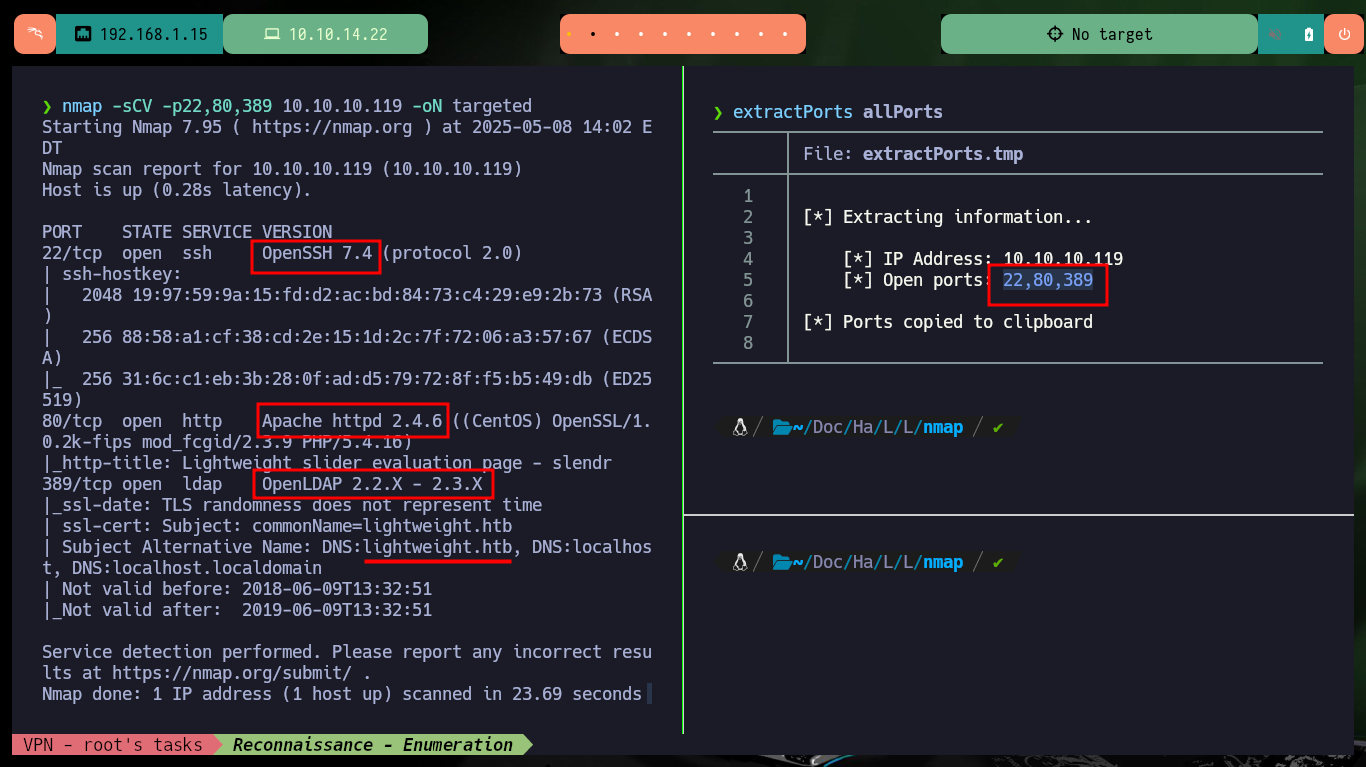 192.168.1.15
10.10.14.22
No target
❯ nmap -sCV -p22,80,389 10.10.10.119 -oN targeted
Starting Nmap 7.95 ( https://nmap.org ) at 2025-05-08 14:02 E
DT
Nmap scan report for 10.10.10.119 (10.10.10.119)
Host is up (0.28s latency).
PORT    STATE SERVICE VERSION
22/tcp  open  ssh     OpenSSH 7.4 (protocol 2.0)
| ssh-hostkey:
|   2048 19:97:59:9a:15:fd:d2:ac:bd:84:73:c4:29:e9:2b:73 (RSA
)
|   256 88:58:a1:cf:38:cd:2e:15:1d:2c:7f:72:06:a3:57:67 (ECDS
A)
|_  256 31:6c:c1:eb:3b:28:0f:ad:d5:79:72:8f:f5:b5:49:db (ED25
519)
80/tcp  open  http    Apache httpd 2.4.6 ((CentOS) OpenSSL/1.
0.2k-fips mod_fcgid/2.3.9 PHP/5.4.16)
|_http-title: Lightweight slider evaluation page - slendr
389/tcp open  ldap    OpenLDAP 2.2.X - 2.3.X
|_ssl-date: TLS randomness does not represent time
| ssl-cert: Subject: commonName=lightweight.htb
| Subject Alternative Name: DNS:lightweight.htb, DNS:localhos
t, DNS:localhost.localdomain
| Not valid before: 2018-06-09T13:32:51
|_Not valid after:  2019-06-09T13:32:51
Service detection performed. Please report any incorrect resu
lts at https://nmap.org/submit/ .
Nmap done: 1 IP address (1 host up) scanned in 23.69 seconds
❯ extractPorts allPorts
File: extractPorts.tmp
1
2 [*] Extracting information...
3
4 [*] IP Address: 10.10.10.119
5 [*] Open ports: 22,80,389
6
7 [*] Ports copied to clipboard
8
/ ~/Doc/Ha/L/L/nmap / ✔
/ ~/Doc/Ha/L/L/nmap / ✔
VPN - root's tasks Reconnaissance - Enumeration